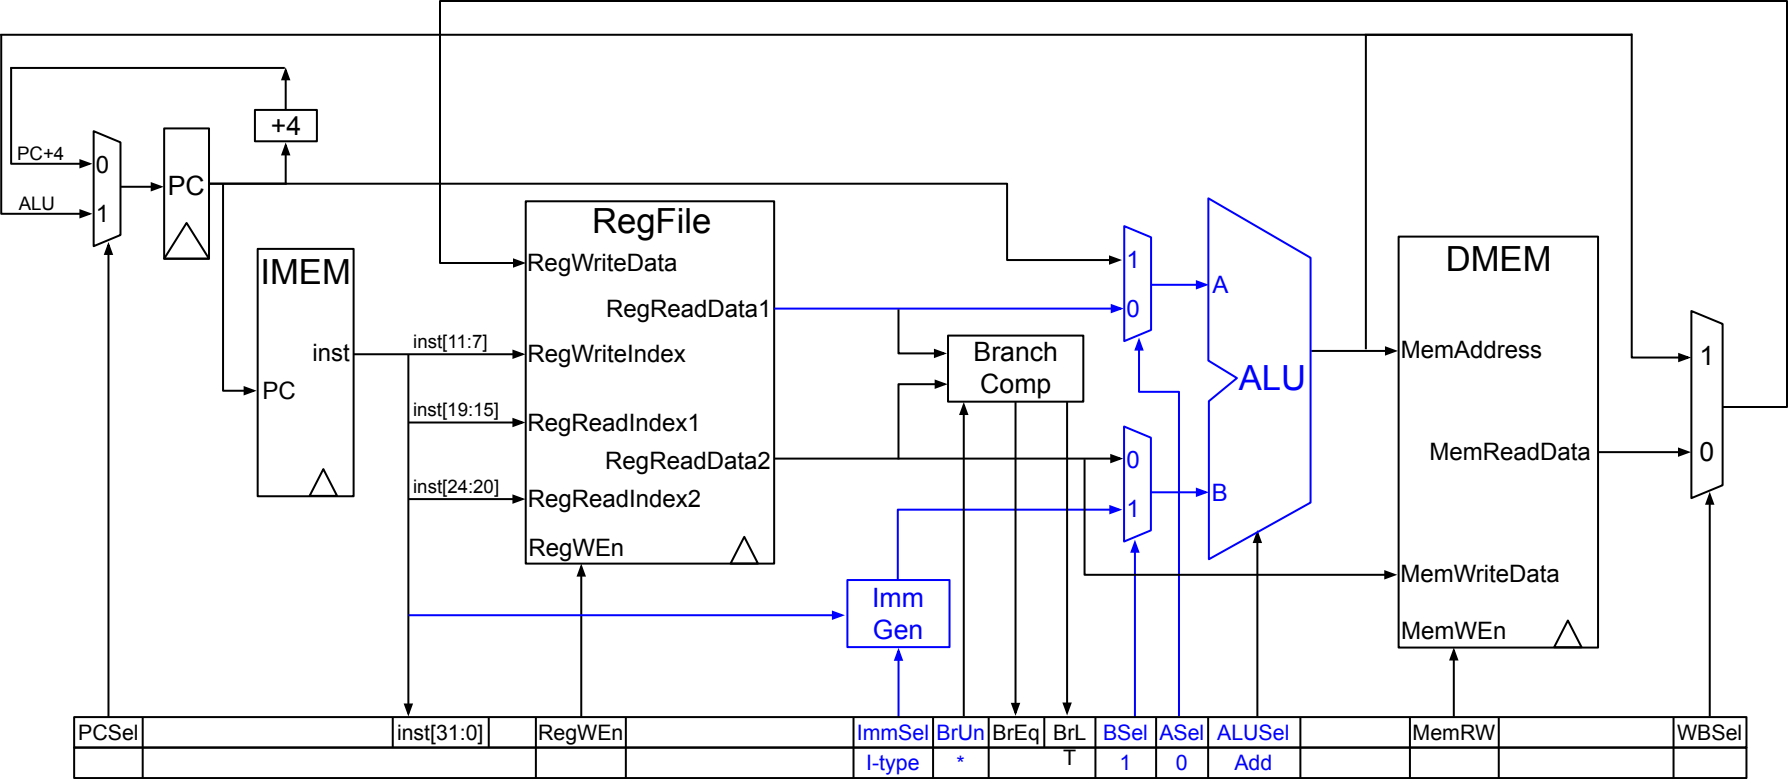 +4
PC+4
0
ALU
1
PC
IMEM
inst
PC
inst[11:7]
inst[19:15]
inst[24:20]
RegFile
RegWriteData
RegReadData1
RegWriteIndex
RegReadIndex1
RegReadData2
RegReadIndex2
RegWEn
Branch
Comp
Imm
Gen
1
0
0
1
A
ALU
B
DMEM
MemAddress
MemReadData
MemWriteData
MemWEn
1
0
PCSel inst[31:0] RegWEn ImmSel BrUn BrEq BrL BSel ASel ALUSel MemRW WBSel
I-type * T 1 0 Add